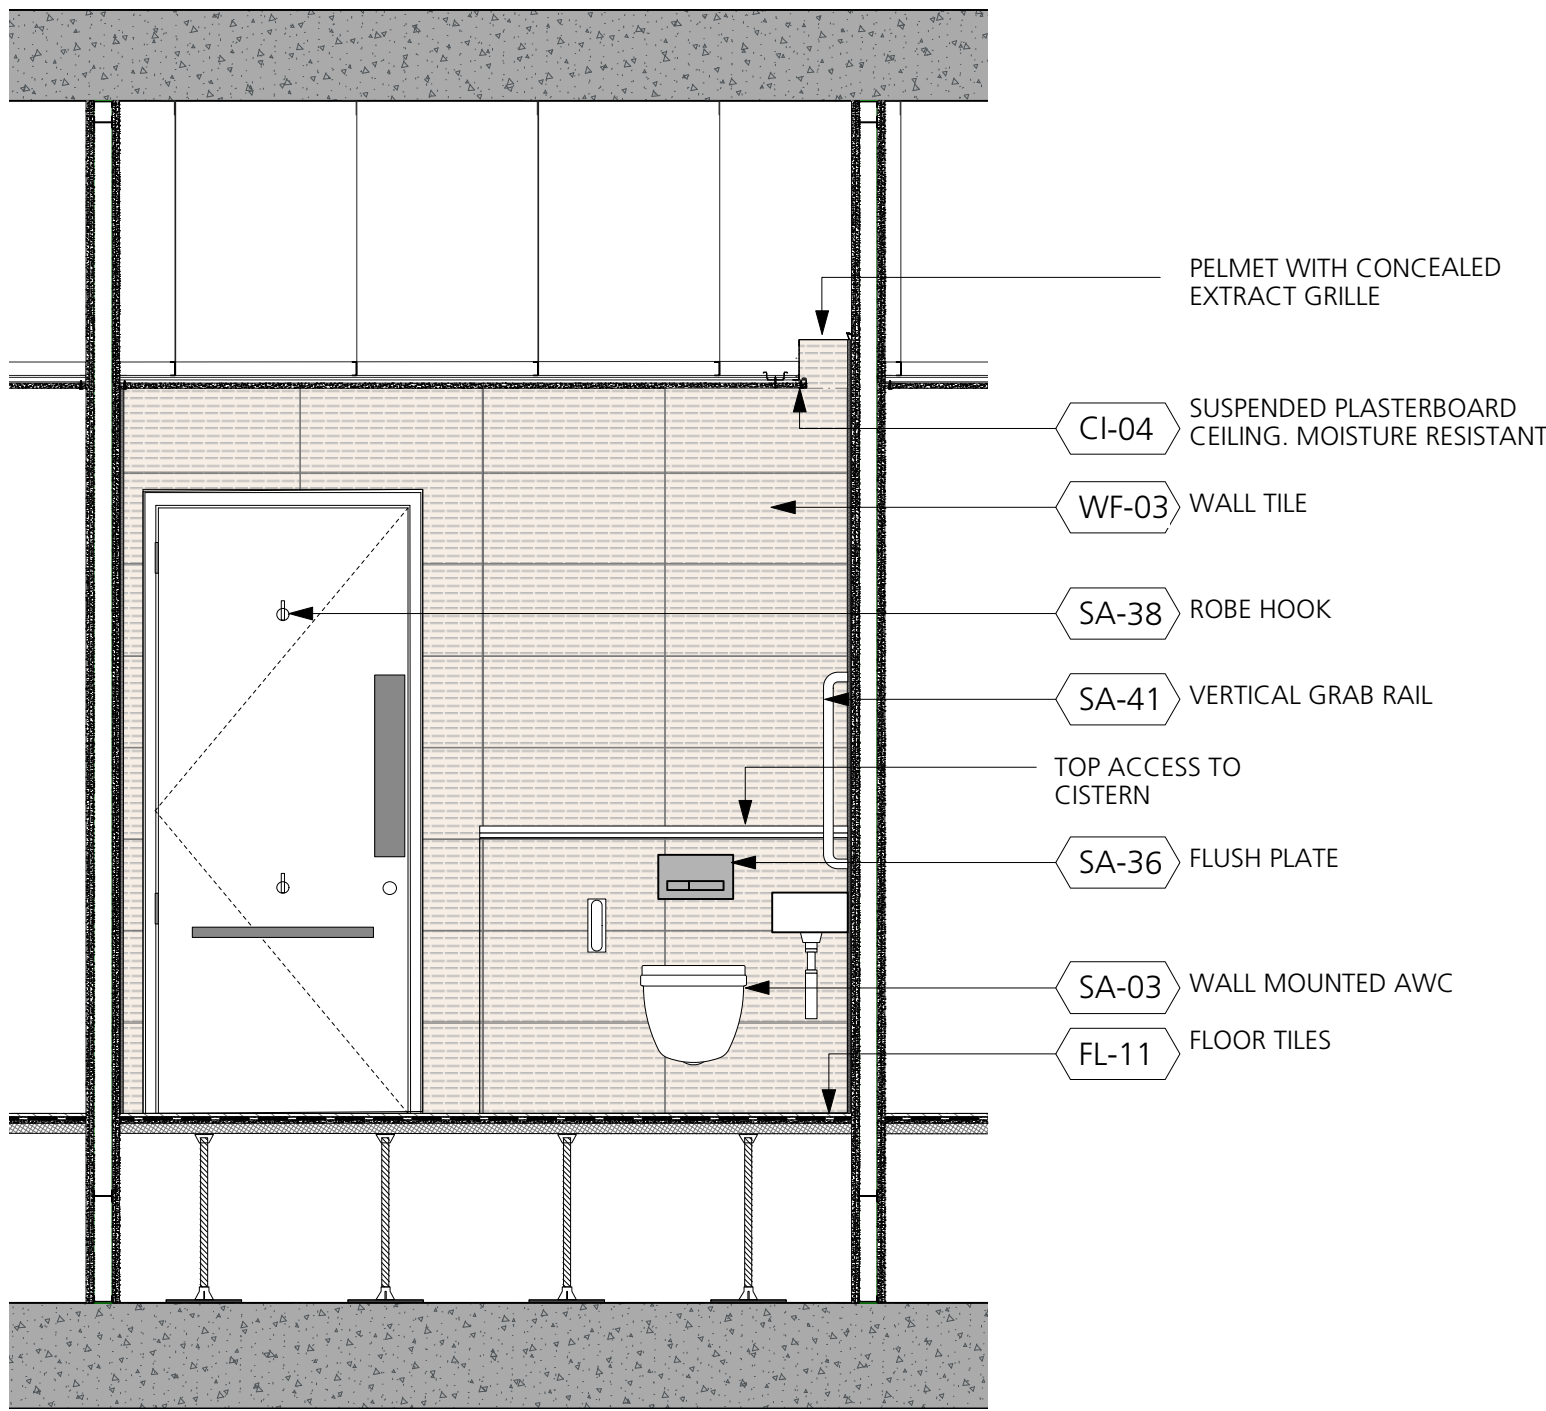 PELMET WITH CONCEALED
EXTRACT GRILLE
CI-04
SUSPENDED PLASTERBOARD
CEILING. MOISTURE RESISTANT
WF-03
WALL TILE
SA-38
ROBE HOOK
SA-41
VERTICAL GRAB RAIL
TOP ACCESS TO
CISTERN
SA-36
FLUSH PLATE
SA-03
WALL MOUNTED AWC
FL-11
FLOOR TILES